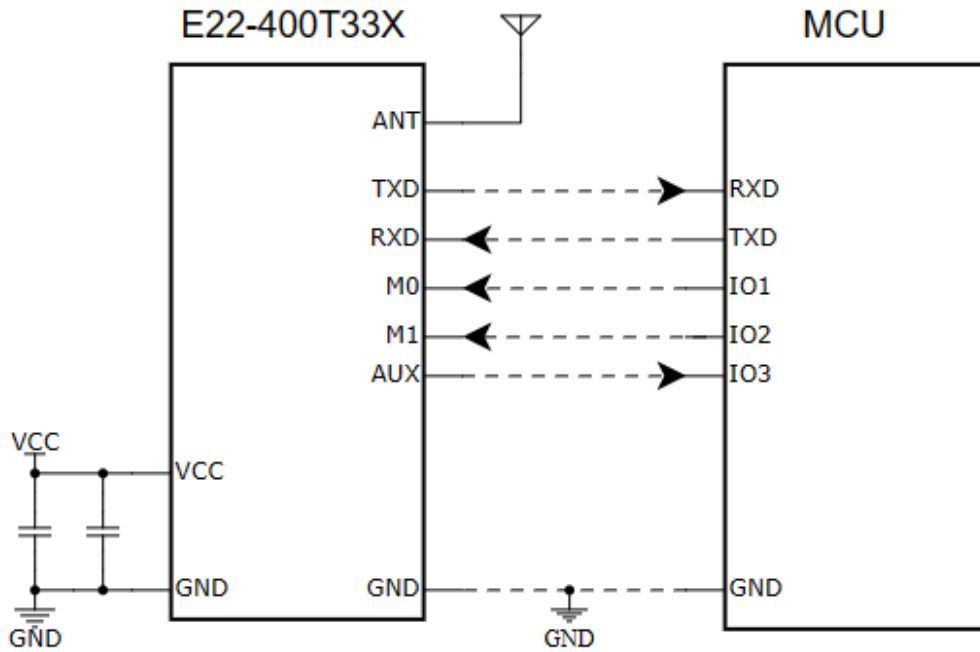 E22-400T33X
MCU
ANT
TXD
RXD
RXD
TXD
M0
IO1
M1
IO2
AUX
IO3
VCC
VCC
GND
GND
GND
GND
GND